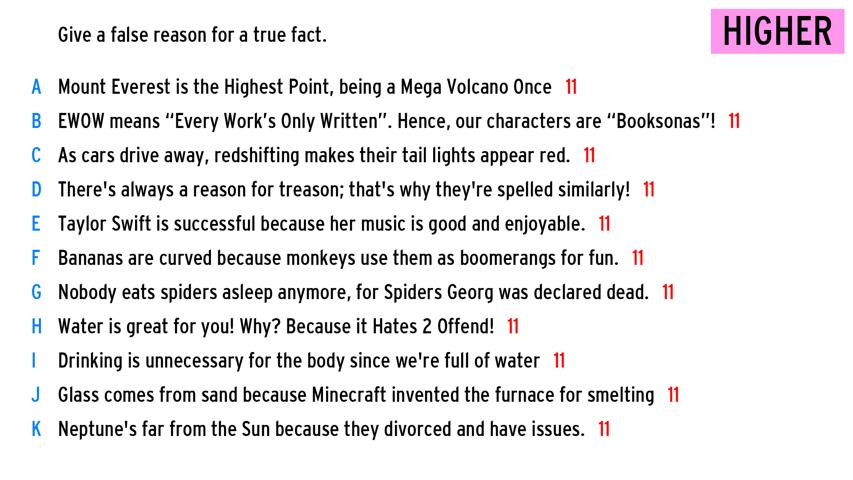 Give a false reason for a true fact.
HIGHER
A Mount Everest is the Highest Point, being a Mega Volcano Once 11
B EWOW means “Every Work’s Only Written”. Hence, our characters are “Booksonas”! 11
C As cars drive away, redshifting makes their tail lights appear red. 11
D There's always a reason for treason; that's why they're spelled similarly! 11
E Taylor Swift is successful because her music is good and enjoyable. 11
F Bananas are curved because monkeys use them as boomerangs for fun. 11
G Nobody eats spiders asleep anymore, for Spiders Georg was declared dead. 11
H Water is great for you! Why? Because it Hates 2 Offend! 11
I Drinking is unnecessary for the body since we're full of water 11
J Glass comes from sand because Minecraft invented the furnace for smelting 11
K Neptune's far from the Sun because they divorced and have issues. 11